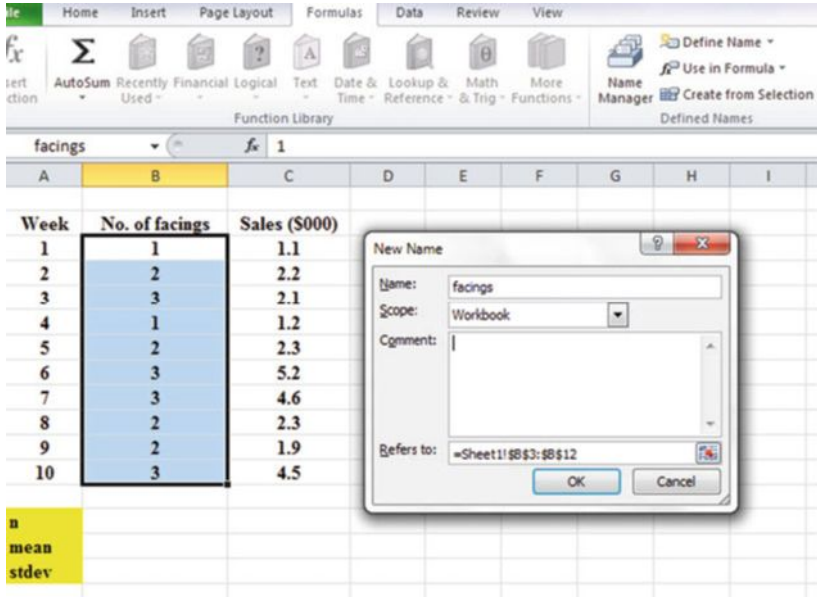 Home Insert Page Layout Formulas Data Review View
AutoSum Recently Used Financial Logical Text Date & Time Lookup & Reference Math & Trig More Functions
Function Library
Name Manager
Define Name
Use in Formula
Create from Selection
Defined Names
facings fx 1
A B C D E F G H I
Week No. of facings Sales ($000)
1 1 1.1
2 2 2.2
3 3 2.1
4 1 1.2
5 2 2.3
6 3 5.2
7 3 4.6
8 2 2.3
9 2 1.9
10 3 4.5
n
mean
stdev
New Name
Name: facings
Scope: Workbook
Comment:
Refers to: =Sheet1!$B$3:$B$12
OK Cancel